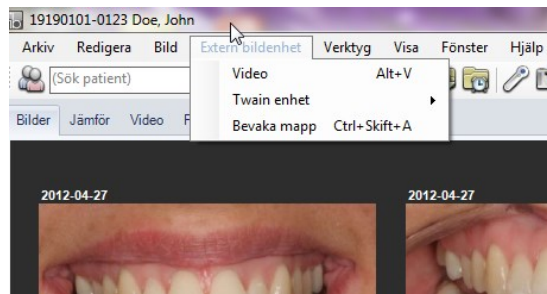 19190101-0123 Doe, John
Arkiv Redigera Bild Extern bildenhet Verktyg Visa Fönster Hjälp
(Sök patient)
Video Alt+V
Twain enhet
Bevaka mapp Ctrl+Skift+A
Bilder Jämför Video
2012-04-27 2012-04-27